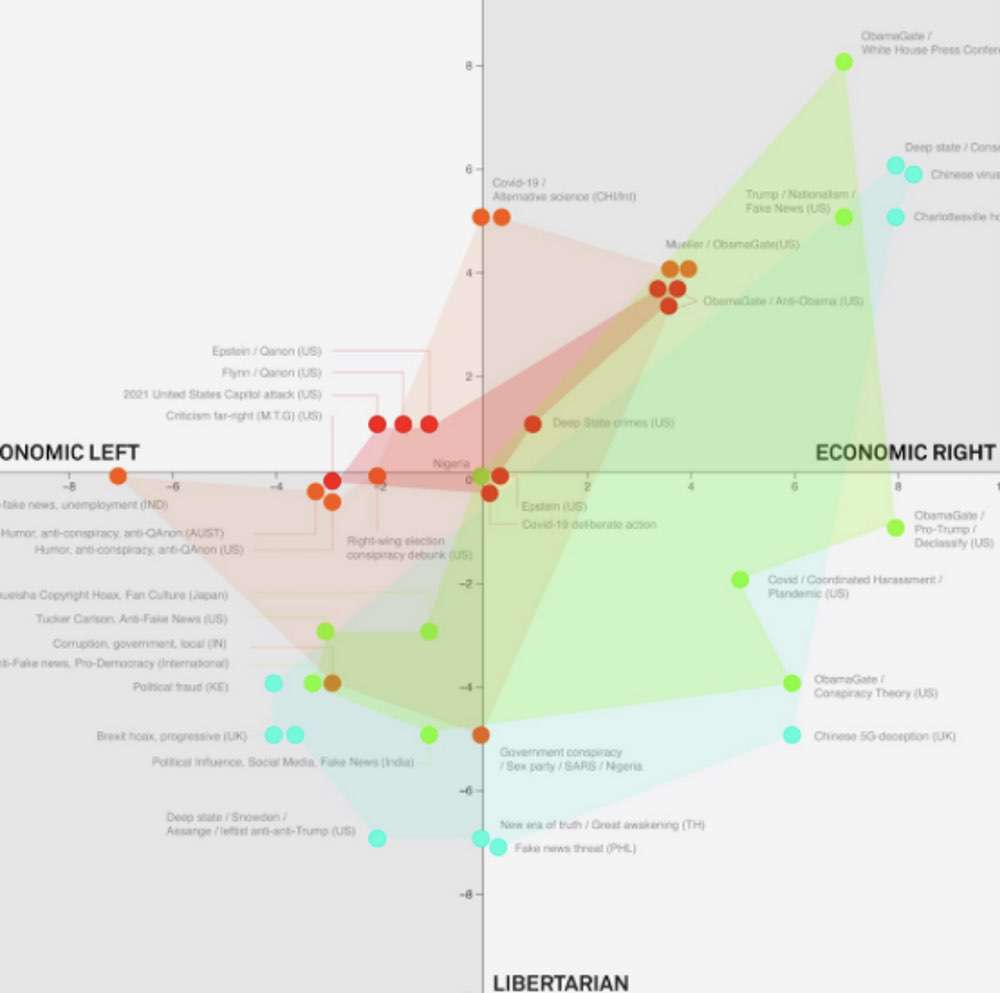 ObamaGate /
White House Press Confere
8
Deep state / Cons
6
Chinese virus
Covid-19 /
Alternative science (CHI/Int)
Trump / Nationalism /
Fake News (US)
Charlottesville ho
Mueller / ObamaGate(US)
4
ObamaGate / Anti-Obama (US)
Epstein / Qanon (US)
Flynn / Qanon (US)
2
2021 United States Capitol attack (US)
Criticism far-right (M.T.G) (US)
Deep State crimes (US)
ONOMIC LEFT
ECONOMIC RIGHT
Nigeria
-8
-6
-4
-2
0
2
4
6
8
-fake news, unemployment (IND)
Epstein (US)
ObamaGate /
Pro-Trump /
Declassify (US)
Covid-19 deliberate action
Humor, anti-conspiracy, anti-QAnon (AUST)
Humor, anti-conspiracy, anti-QAnon (US)
Right-wing election
conspiracy debunk (US)
-2
Covid / Coordinated Harassment /
Plandemic (US)
ueisha Copyright Hoax, Fan Culture (Japan)
Tucker Carlson, Anti-Fake News (US)
Corruption, government, local (IN)
nti-Fake news, Pro-Democracy (International)
Political fraud (KE)
-4
ObamaGate /
Conspiracy Theory (US)
Brexit hoax, progressive (UK)
Chinese 5G deception (UK)
Government conspiracy
/ Sex party / SARS / Nigeria
Political Influence, Social Media, Fake News (India)
-6
Deep state / Snowden /
Assange / leftist anti-anti-Trump (US)
New era of truth / Great awakening (TH)
Fake news threat (PHL)
-8
LIBERTARIAN